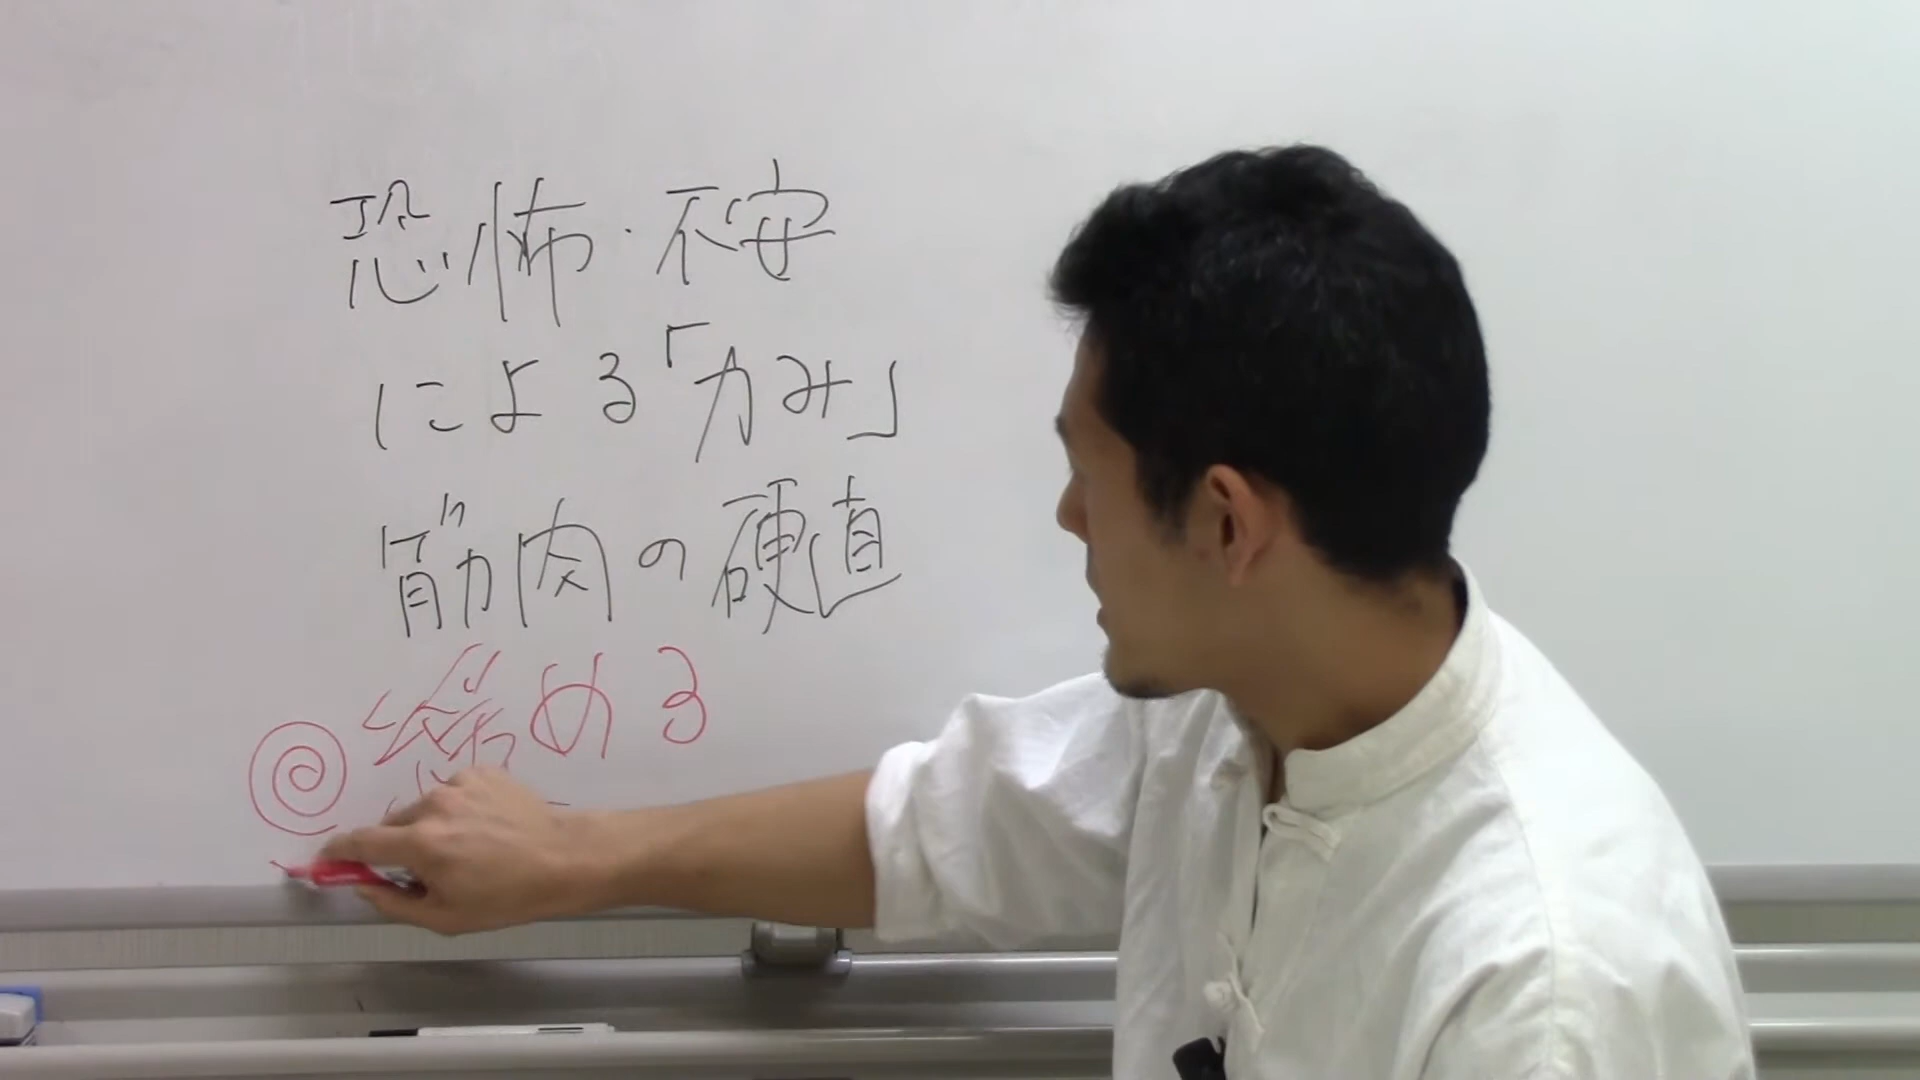 恐怖・不安
による「力み」
筋肉の硬直
緩める